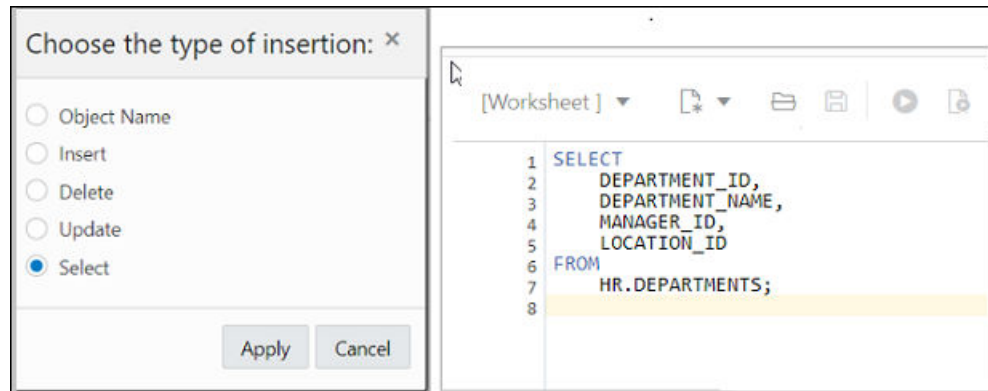 Choose the type of insertion: ×
Object Name
Insert
Delete
Update
Select
Apply Cancel
[Worksheet ]
1 SELECT
2 DEPARTMENT_ID,
3 DEPARTMENT_NAME,
4 MANAGER_ID,
5 LOCATION_ID
6 FROM
7 HR.DEPARTMENTS;
8